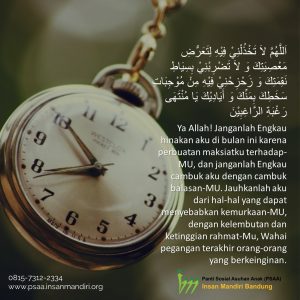 اَللّٰهُمَّ لاَ تَخْذُلْنِيْ فِيْهِ لِتَعَرُّضِ
مَعْصِيَتِكَ وَ لاَ تَضْرِبْنِيْ بِسِيَاطِ
نَقِمَتِكَ وَ زَحْزِحْنِيْ فِيْهِ مِنْ مُوْجِبَاتِ
سَخَطِكَ بِمَنِّكَ وَ أَيَادِيْكَ يَا مُنْتَهَى
رَغْبَةِ الرَّاغِبِيْنَ
Ya Allah! Janganlah Engkau
hinakan aku di bulan ini karena
perbuatan maksiatku terhadap-
MU, dan janganlah Engkau
cambuk aku dengan cambuk
balasan-MU. Jauhkanlah aku
dari hal-hal yang dapat
menyebabkan kemurkaan-MU,
dengan kelembutan dan
ketinggian rahmat-Mu, Wahai
pegangan terakhir orang-orang
yang berkeinginan.
0815-7312-2334
www.psaa.insanmandiri.org
Panti Sosial Asuhan Anak (PSAA)
Insan Mandiri Bandung